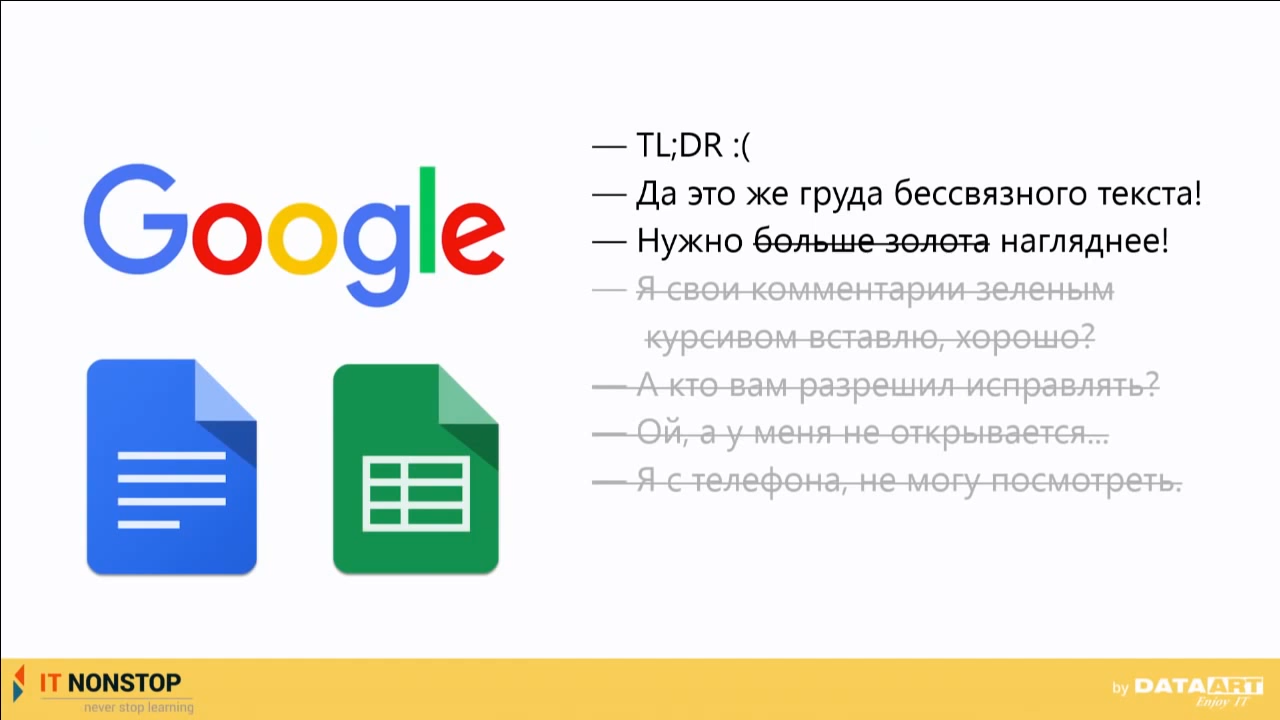 Google
— TL;DR :(
— Да это же груда бессвязного текста!
— Нужно больше золота нагляднее!
— Я свои комментарии зеленым
курсивом вставлю, хорошо?
— А кто вам разрешил исправлять?
— Ой, а у меня не открывается...
— Я с телефона, не могу посмотреть.
IT NONSTOP
never stop learning
by DATAART
Enjoy IT